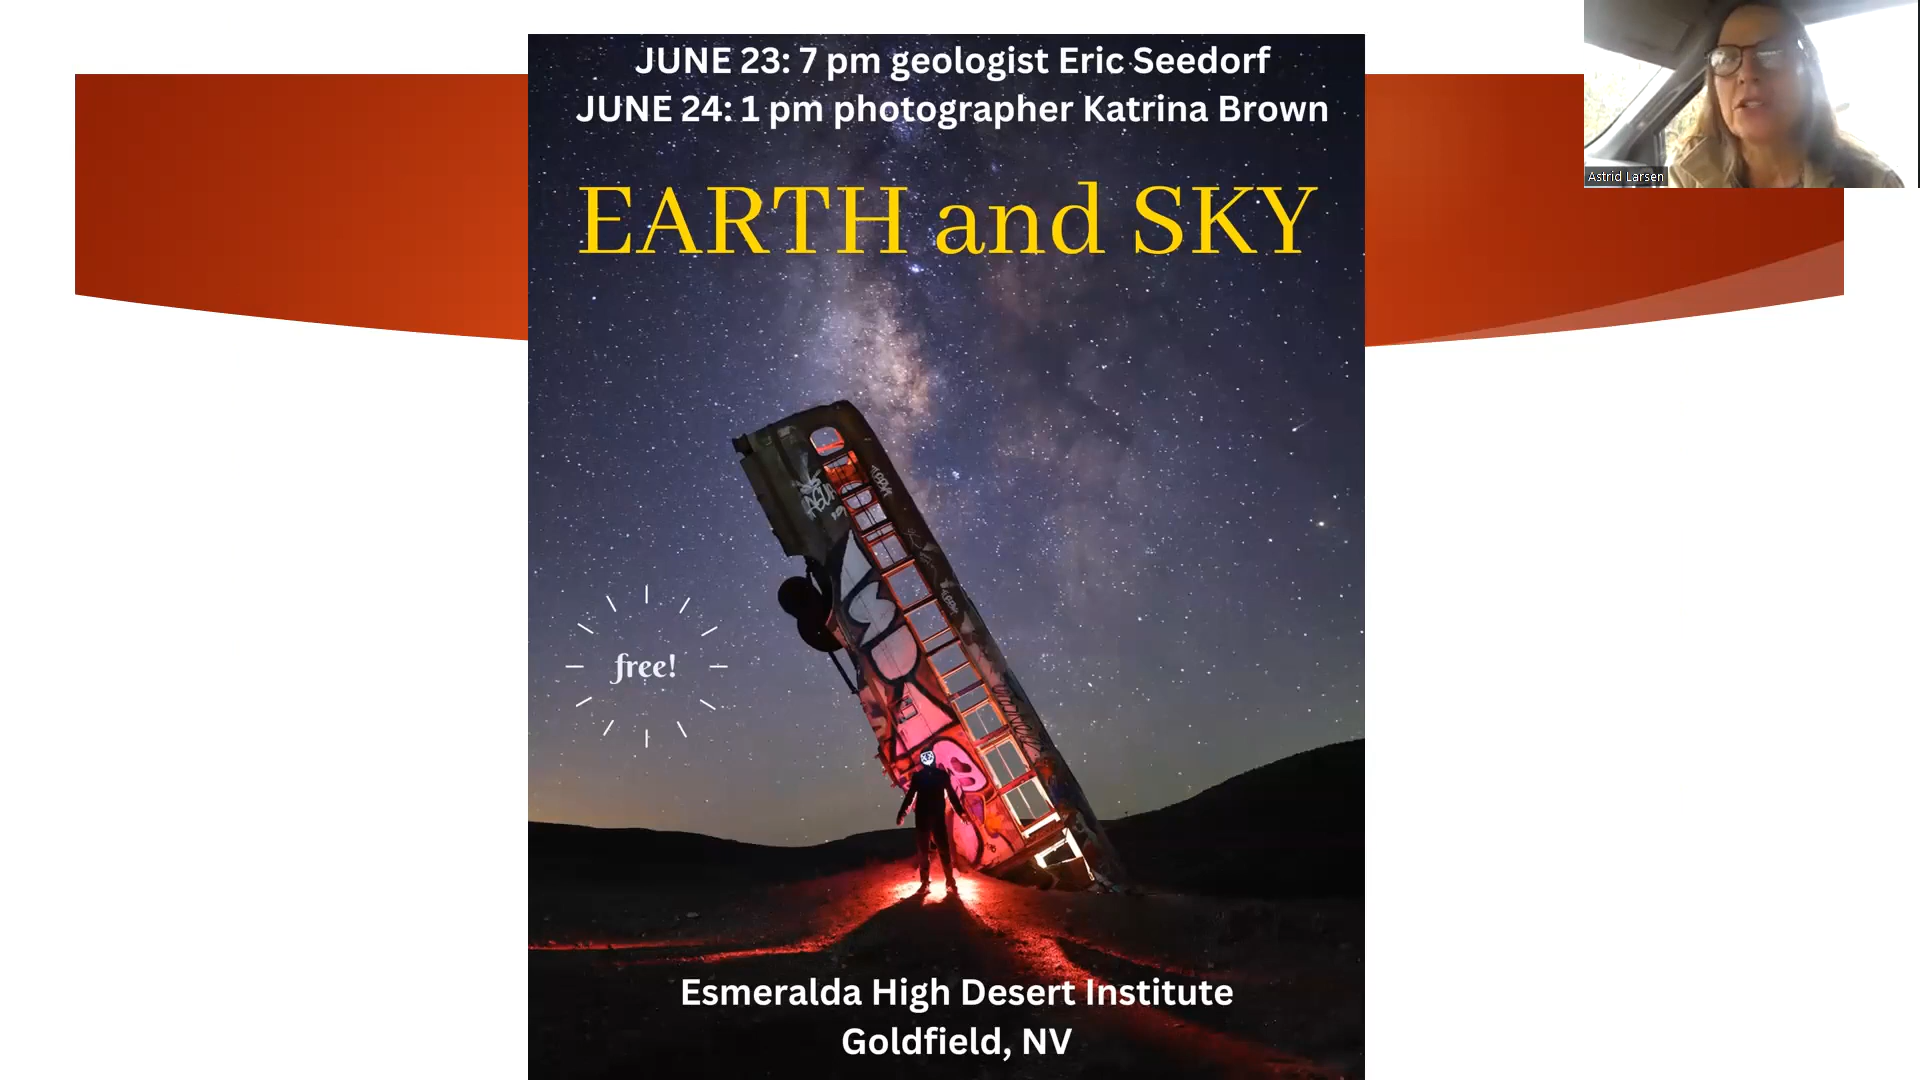 JUNE 23: 7 pm geologist Eric Seedorf
JUNE 24: 1 pm photographer Katrina Brown
EARTH and SKY
free!
Esmeralda High Desert Institute
Goldfield, NV
Astrid Larsen